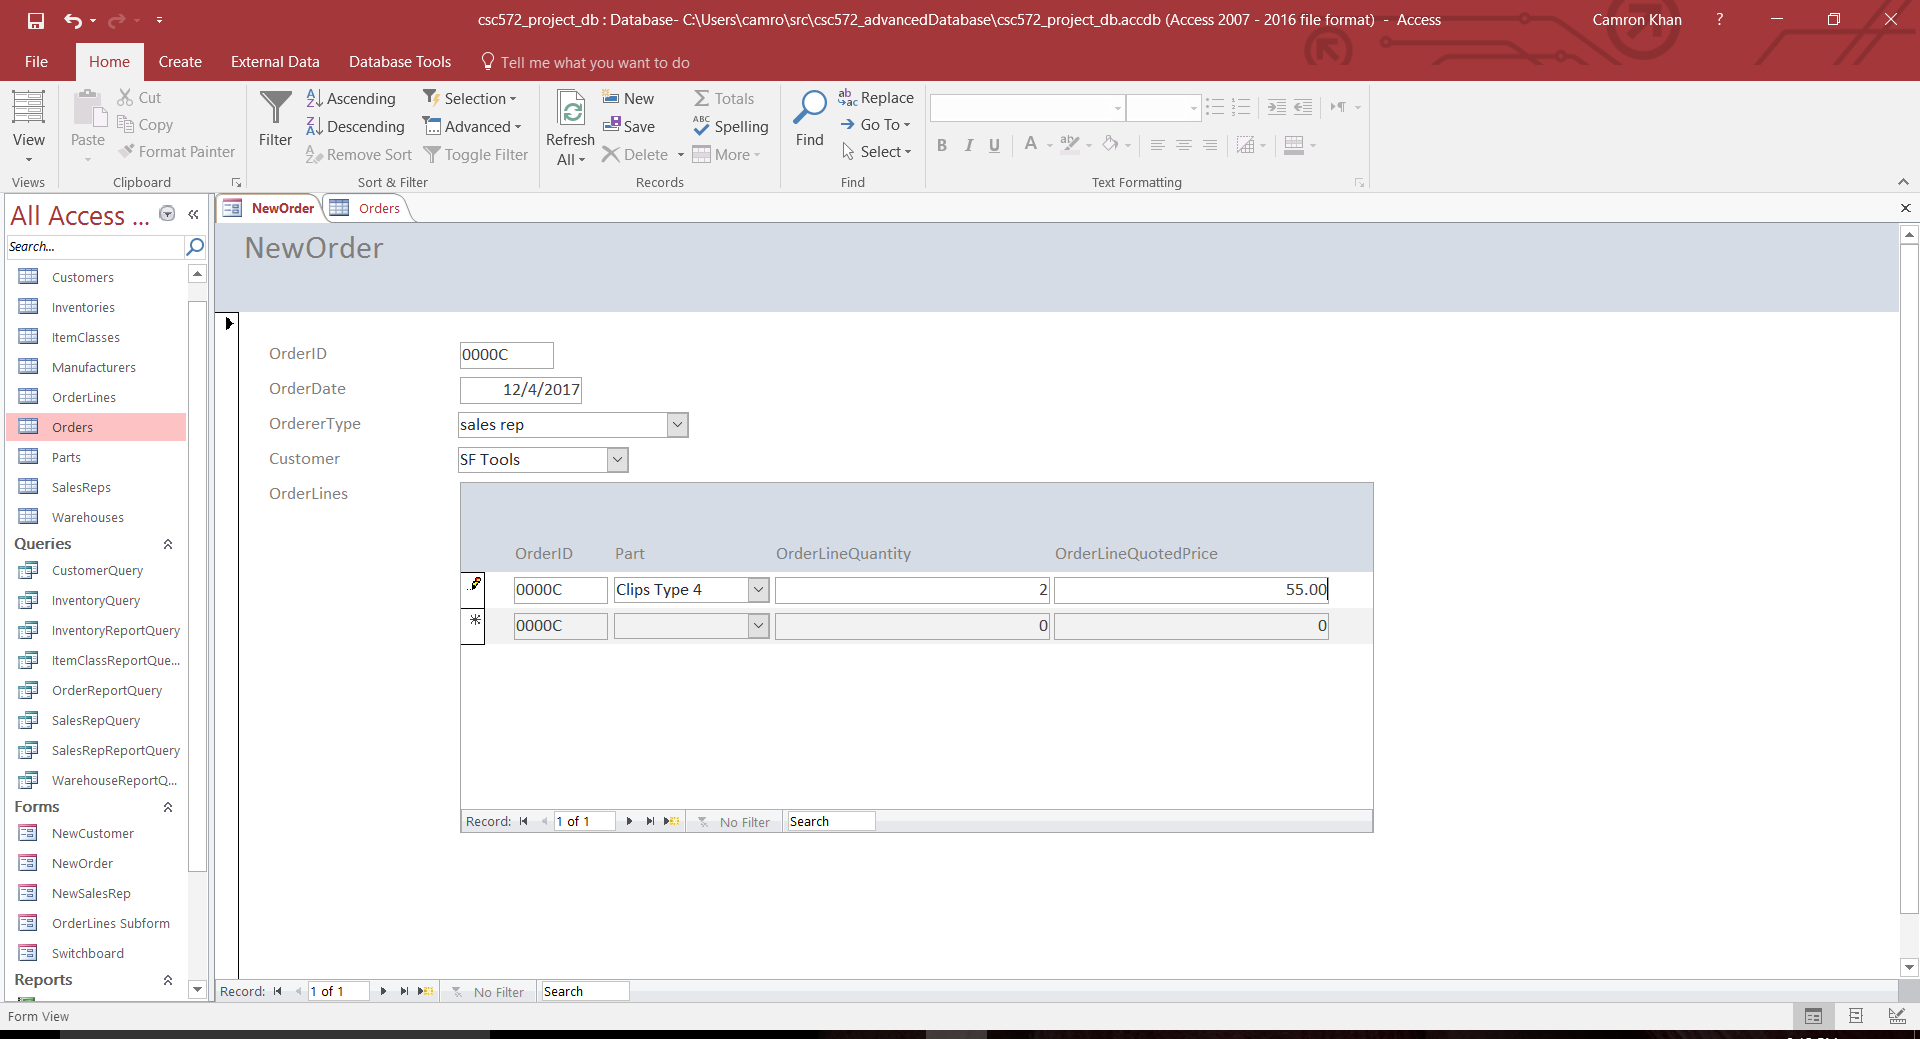 csc572_project_db : Database- C:\Users\camro\src\csc572_advancedDatabase\csc572_project_db.accdb (Access 2007 - 2016 file format) - Access
Camron Khan ?
File Home Create External Data Database Tools Tell me what you want to do
View
Views
Paste
Cut
Copy
Format Painter
Clipboard
Filter
Ascending
Descending
Remove Sort
Selection
Advanced
Toggle Filter
Sort & Filter
Refresh
All
New
Save
Delete
Totals
Spelling
More
Records
Find
Replace
Go To
Select
Find
B I U A
Text Formatting
All Access ...
Search...
Customers
Inventories
ItemClasses
Manufacturers
OrderLines
Orders
Parts
SalesReps
Warehouses
Queries
CustomerQuery
InventoryQuery
InventoryReportQuery
ItemClassReportQue...
OrderReportQuery
SalesRepQuery
SalesRepReportQuery
WarehouseReportQ...
Forms
NewCustomer
NewOrder
NewSalesRep
OrderLines Subform
Switchboard
Reports
NewOrder Orders
NewOrder
OrderID 0000C
OrderDate 12/4/2017
OrdererType sales rep
Customer SF Tools
OrderLines
OrderID Part OrderLineQuantity OrderLineQuotedPrice
0000C Clips Type 4 2 55.00
0000C 0 0
Record: 1 of 1 No Filter Search
Record: 1 of 1 No Filter Search
Form View